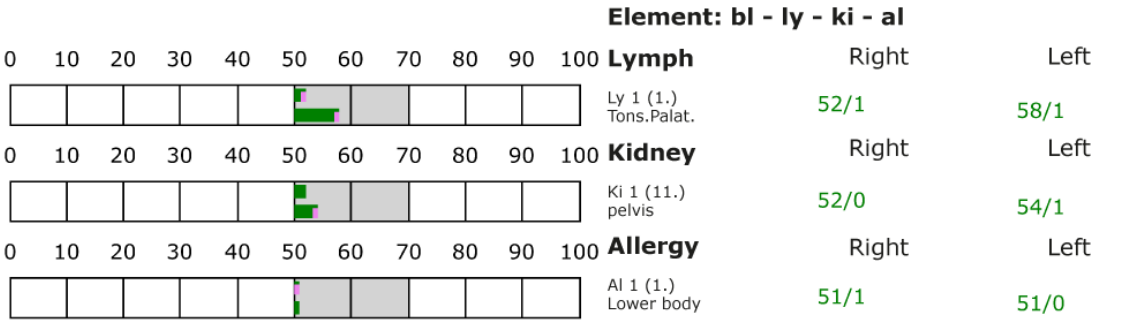 Element: bl - ly - ki - al
0 10 20 30 40 50 60 70 80 90 100 Lymph Right Left
Ly 1 (1.) 52/1 58/1
Tons.Palat.
0 10 20 30 40 50 60 70 80 90 100 Kidney Right Left
Ki 1 (11.) 52/0 54/1
pelvis
0 10 20 30 40 50 60 70 80 90 100 Allergy Right Left
Al 1 (1.) 51/1 51/0
Lower body